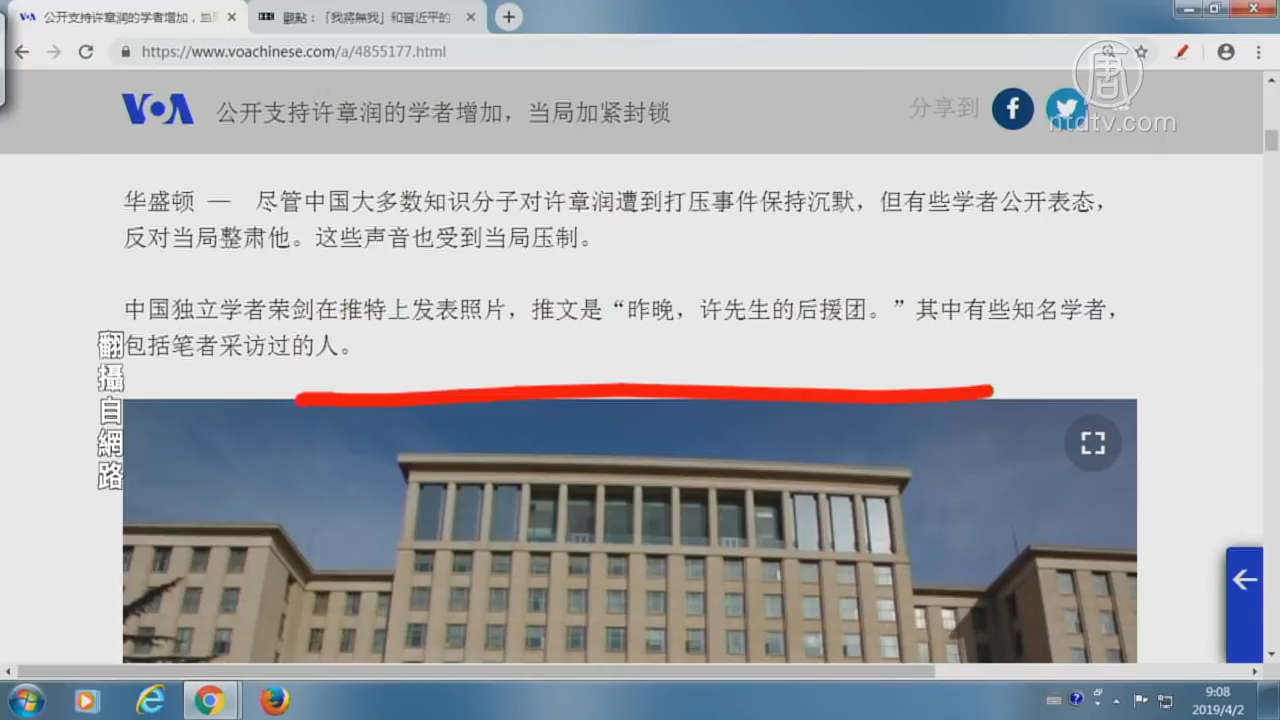 公开支持许章润的学者增加，当局
觀點：「我將無我」和習近平的
https://www.voachinese.com/a/4855177.html
唐
ntdtv.com
VOA
公开支持许章润的学者增加，当局加紧封锁
分享到
华盛顿 — 尽管中国大多数知识分子对许章润遭到打压事件保持沉默，但有些学者公开表态，
反对当局整肃他。这些声音也受到当局压制。
中国独立学者荣剑在推特上发表照片，推文是“昨晚，许先生的后援团。”其中有些知名学者，
包括笔者采访过的人。
翻攝自網路
9:08
2019/4/2